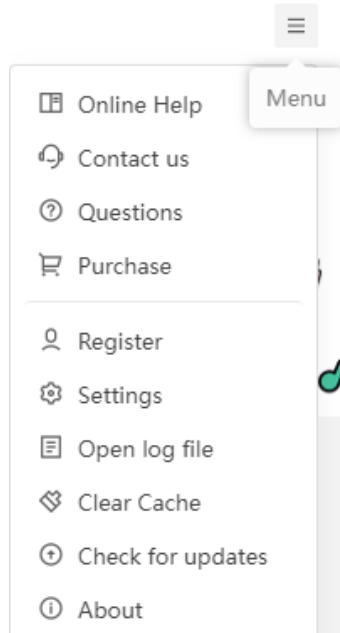 Menu
Online Help
Contact us
Questions
Purchase
Register
Settings
Open log file
Clear Cache
Check for updates
About